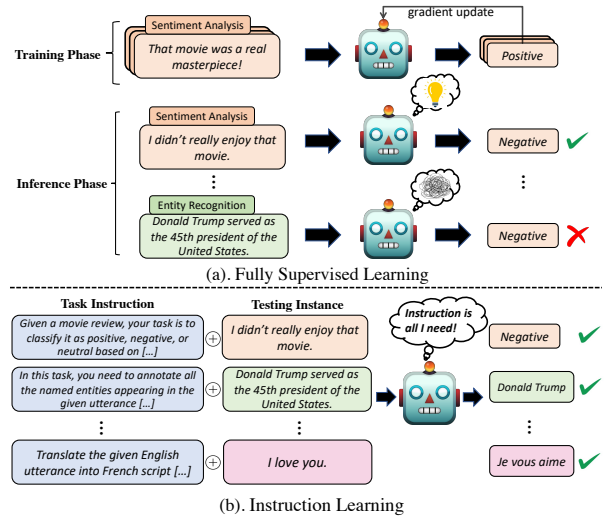 Sentiment Analysis
gradient update
Training Phase
That movie was a real
masterpiece!
Positive
Sentiment Analysis
I didn't really enjoy that
movie.
Negative
Inference Phase
Entity Recognition
Donald Trump served as
the 45th president of the
United States.
Negative
(a). Fully Supervised Learning
Task Instruction
Testing Instance
Instruction is
all I need!
Given a movie review, your task is to
classify it as positive, negative, or
neutral based on […]
+
I didn't really enjoy that
movie.
Negative
In this task, you need to annotate all
the named entities appearing in the
given utterance […]
+
Donald Trump served as
the 45th president of the
United States.
Donald Trump
Translate the given English
utterance into French script […]
+
I love you.
Je vous aime
(b). Instruction Learning